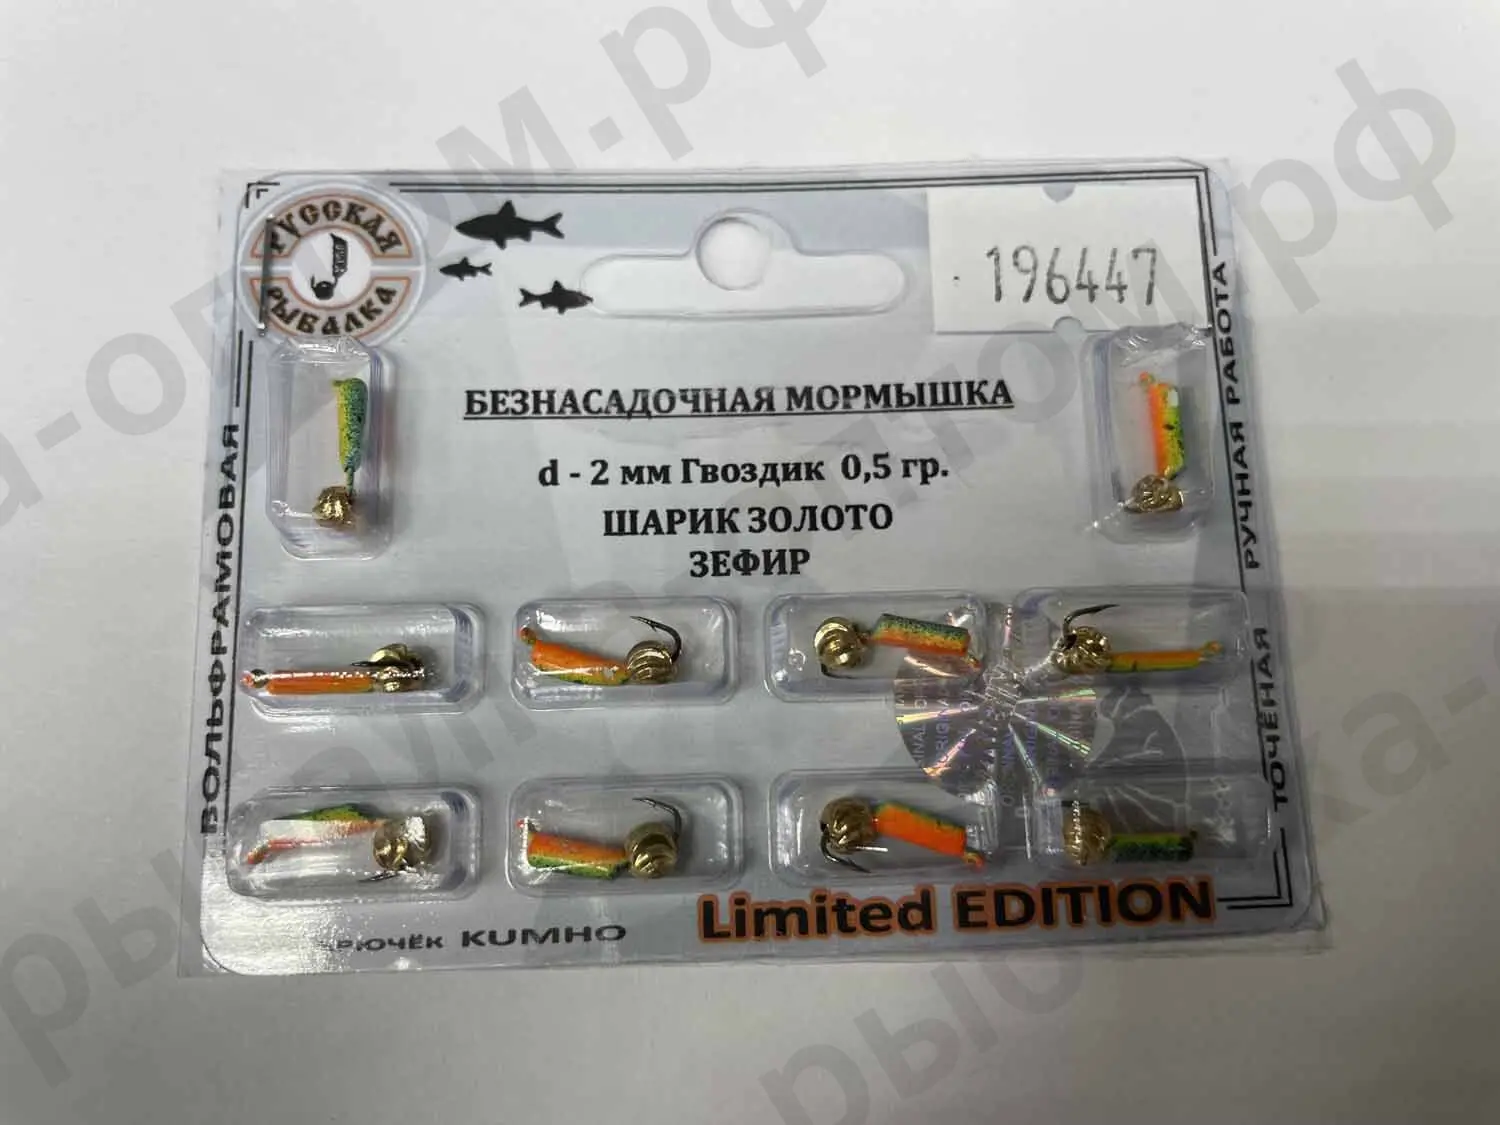 РУССКАЯ
РЫБАЛКА
196447
БЕЗНАСАДОЧНАЯ МОРМЫШКА
d - 2 мм Гвоздик 0,5 гр.
ШАРИК ЗОЛОТО
ЗЕФИР
ВОЛЬФРАМОВАЯ
ТОЧЁНАЯ РУЧНАЯ РАБОТА
ORIGINAL
KUMHO
Limited EDITION